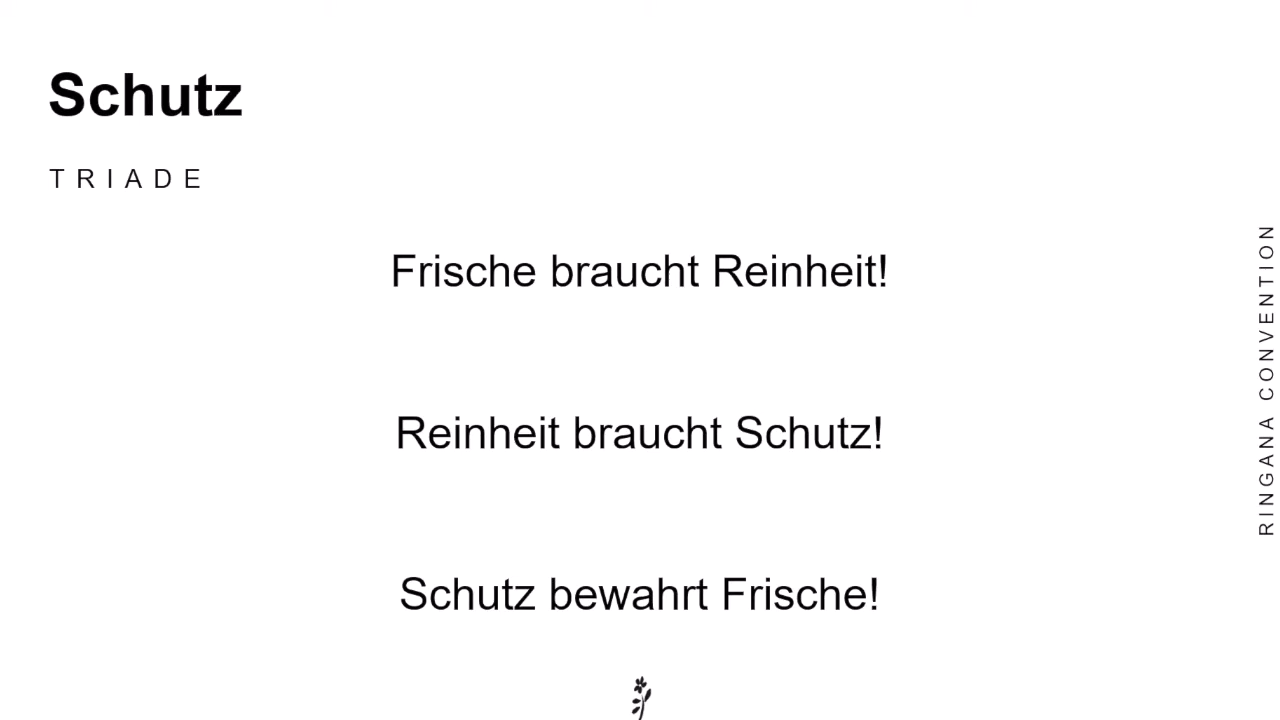 Schutz
TRIADE
Frische braucht Reinheit!
Reinheit braucht Schutz!
Schutz bewahrt Frische!
RINGANA CONVENTION